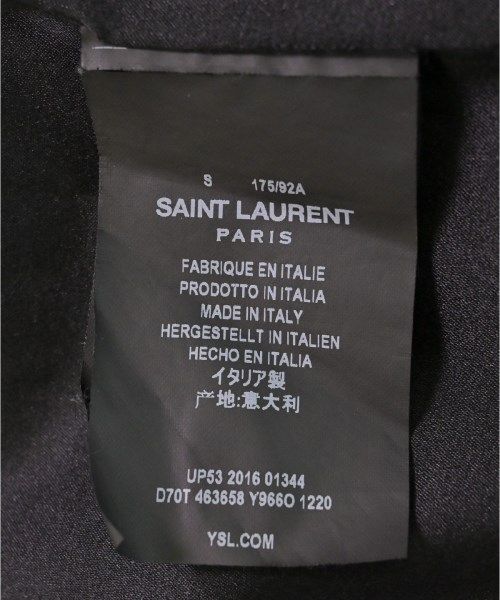 S 175/92A
SAINT LAURENT
PARIS
FABRIQUE EN ITALIE
PRODOTTO IN ITALIA
MADE IN ITALY
HERGESTELLT IN ITALIEN
HECHO EN ITALIA
イタリア製
产地:意大利
UP53 2016 01344
D70T 463658 Y966O 1220
YSL.COM